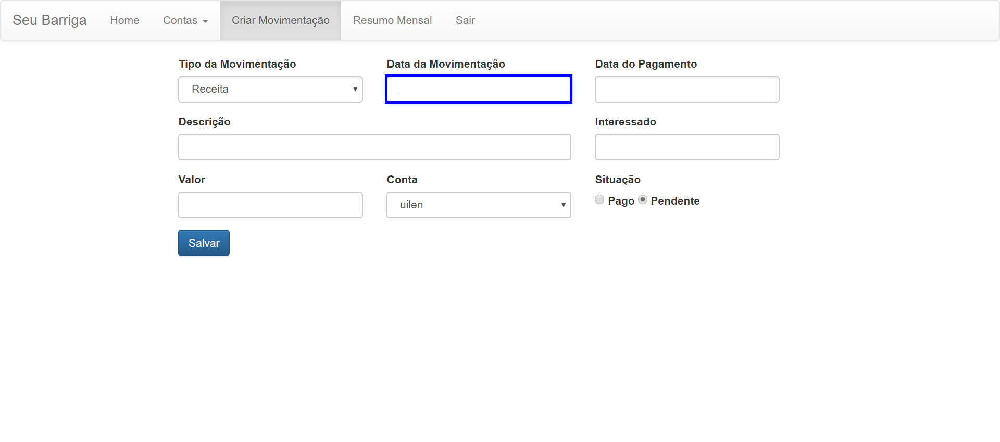 Seu Barriga Home Contas Criar Movimentação Resumo Mensal Sair
Tipo da Movimentação Data da Movimentação Data do Pagamento
Receita
Descrição Interessado
Valor Conta Situação
uilen Pago Pendente
Salvar